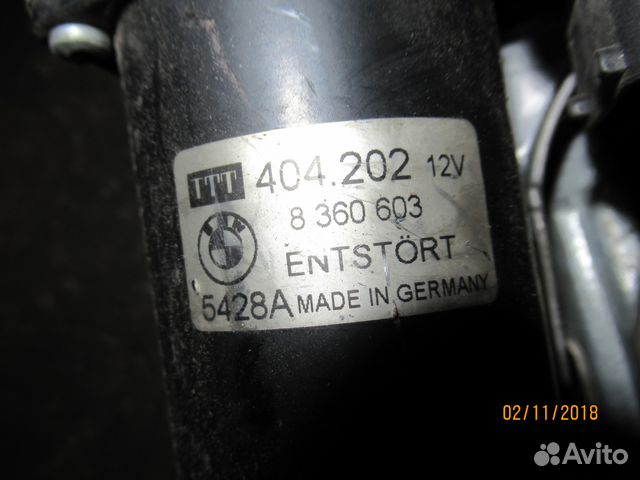 ITT 404.202 12V
8 360 603
ENTSTÖRT
5428A MADE IN GERMANY
02/11/2018
Avito